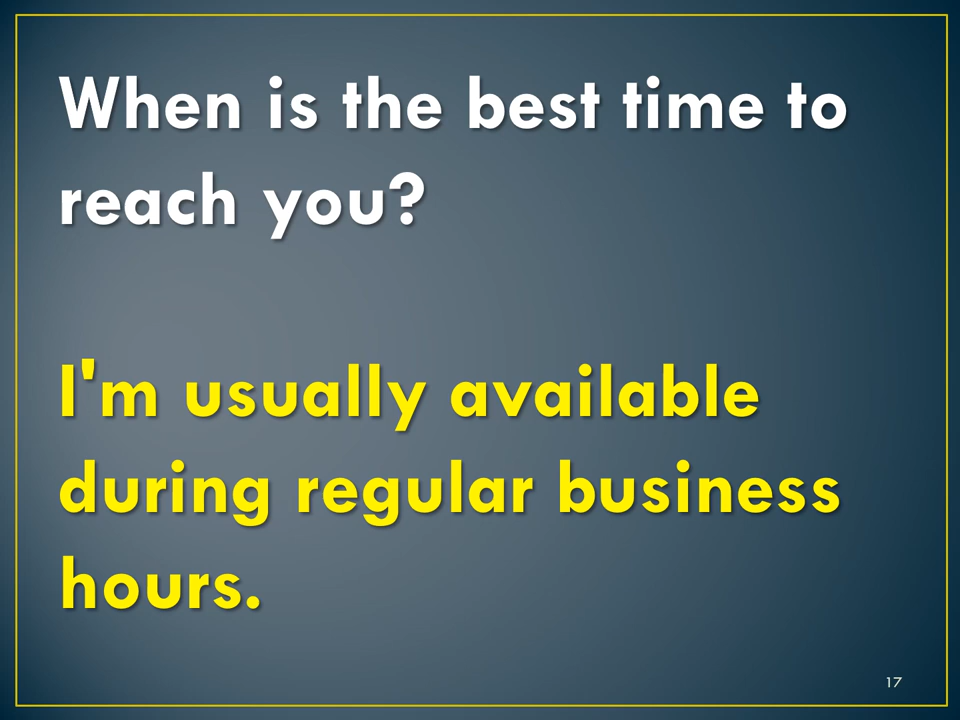 When is the best time to
reach you?
I'm usually available
during regular business
hours.
17